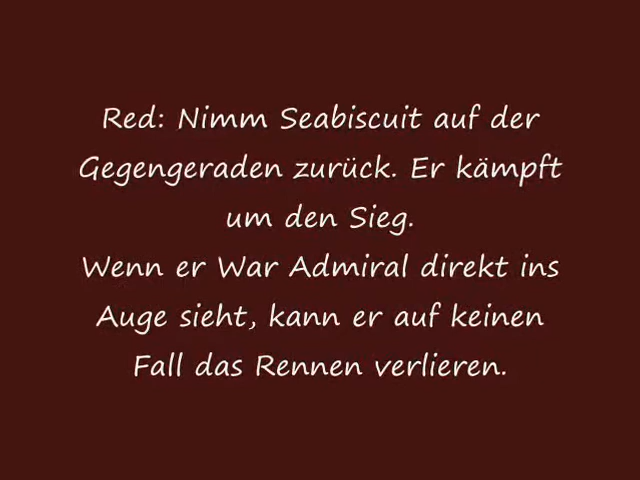 Red: Nimm Seabiscuit auf der
Gegengeraden zurück. Er kämpft
um den Sieg.
Wenn er War Admiral direkt ins
Auge sieht, kann er auf keinen
Fall das Rennen verlieren.